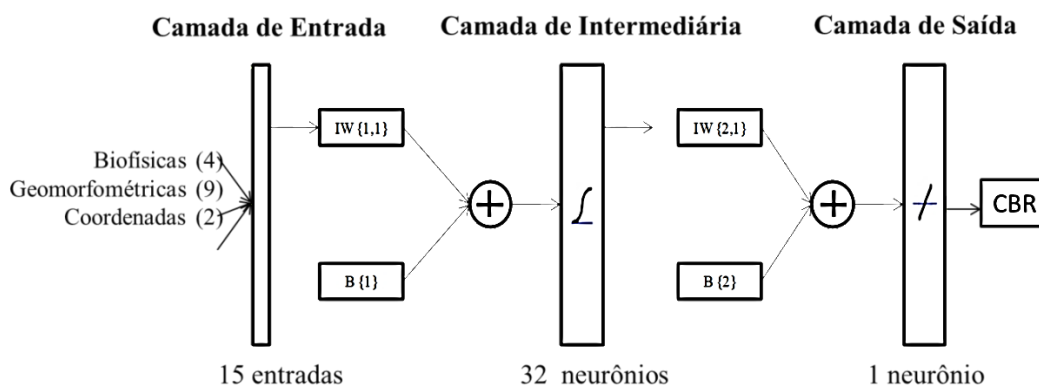 Camada de Entrada
Camada de Intermediária
Camada de Saída
IW {1,1}
IW {2,1}
Biofísicas (4)
Geomorfométricas (9)
Coordenadas (2)
CBR
B {1}
B {2}
15 entradas
32 neurônios
1 neurônio